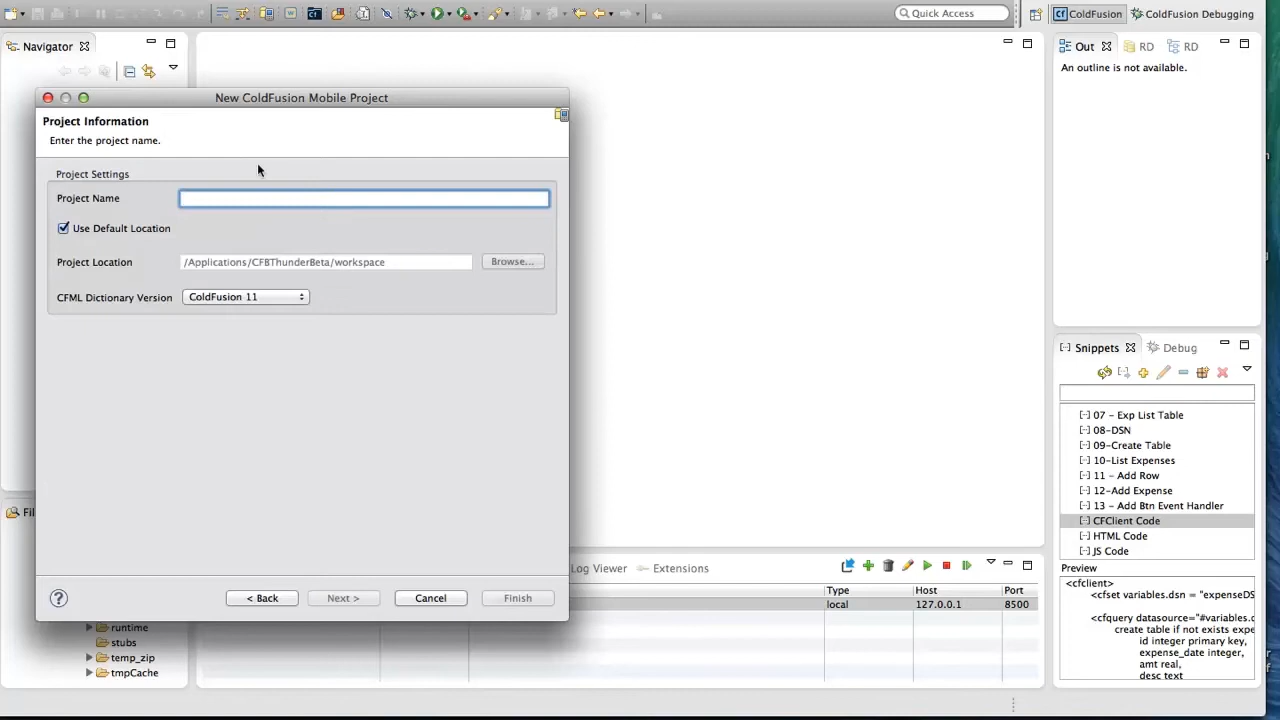 Quick Access
ColdFusion
ColdFusion Debugging
Navigator
Out
RD
RD
An outline is not available.
New ColdFusion Mobile Project
Project Information
Enter the project name.
Project Settings
Project Name
Use Default Location
Project Location
/Applications/CFBThunderBeta/workspace
Browse...
CFML Dictionary Version
ColdFusion 11
Snippets
Debug
07 - Exp List Table
08-DSN
09-Create Table
10-List Expenses
11 - Add Row
12-Add Expense
13 - Add Btn Event Handler
CFClient Code
HTML Code
JS Code
Preview
<cfclient>
<cfset variables.dsn = "expenseDS
<cfquery datasource="#variables.d
create table if not exists expe
id integer primary key,
expense_date integer,
amt real,
desc text
Fil
< Back
Next >
Cancel
Finish
Log Viewer
Extensions
Type
Host
Port
local
127.0.0.1
8500
runtime
stubs
temp_zip
tmpCache